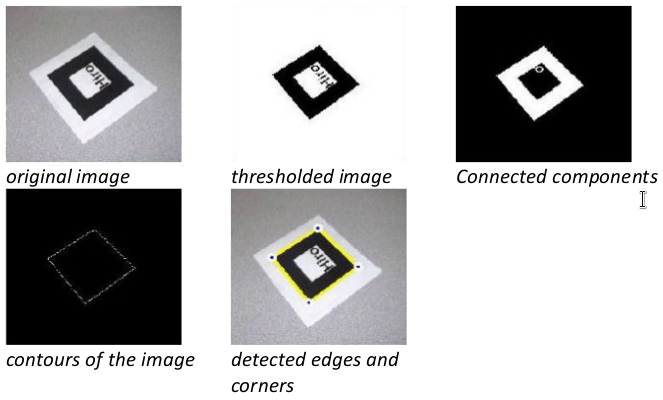 Hiro
Hiro
original image
thresholded image
Connected components
Hiro
contours of the image
detected edges and
corners